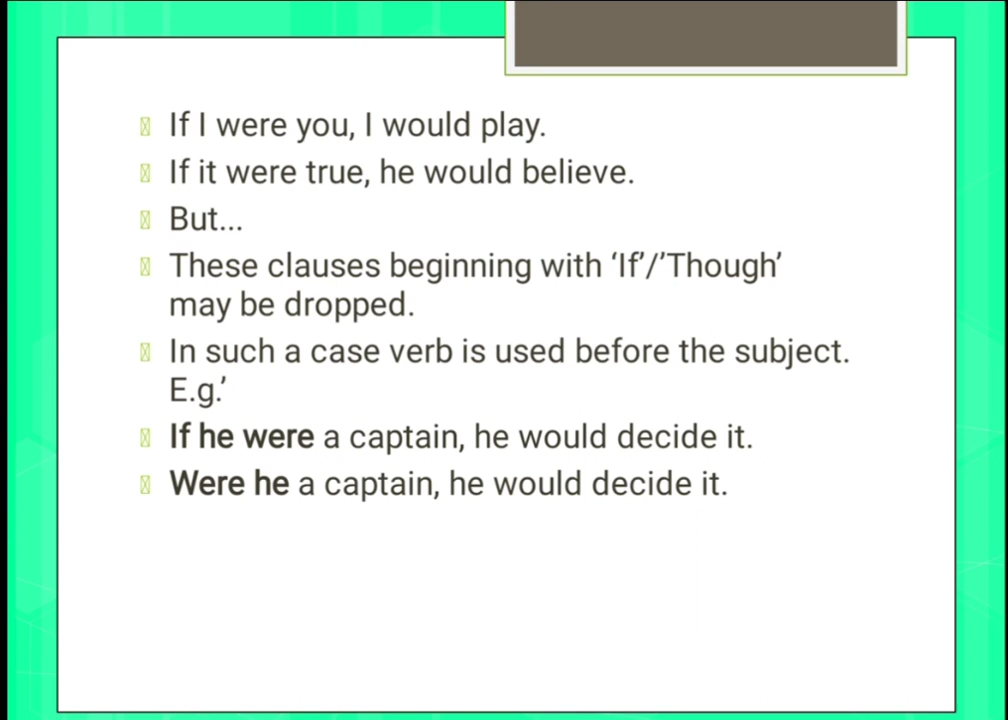 If I were you, I would play.
If it were true, he would believe.
But...
These clauses beginning with ‘If’/’Though’
may be dropped.
In such a case verb is used before the subject.
E.g.’
If he were a captain, he would decide it.
Were he a captain, he would decide it.